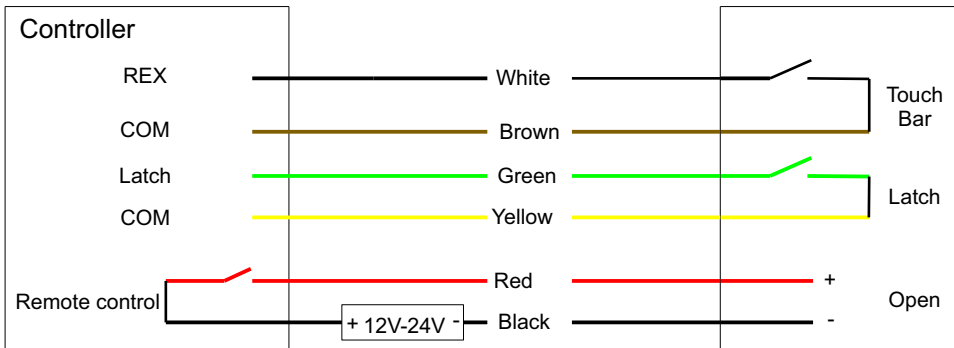 Controller
REX White
COM Brown
Touch
Bar
Latch Green
COM Yellow
Latch
Remote control Red +
Open
+ 12V-24V - Black -